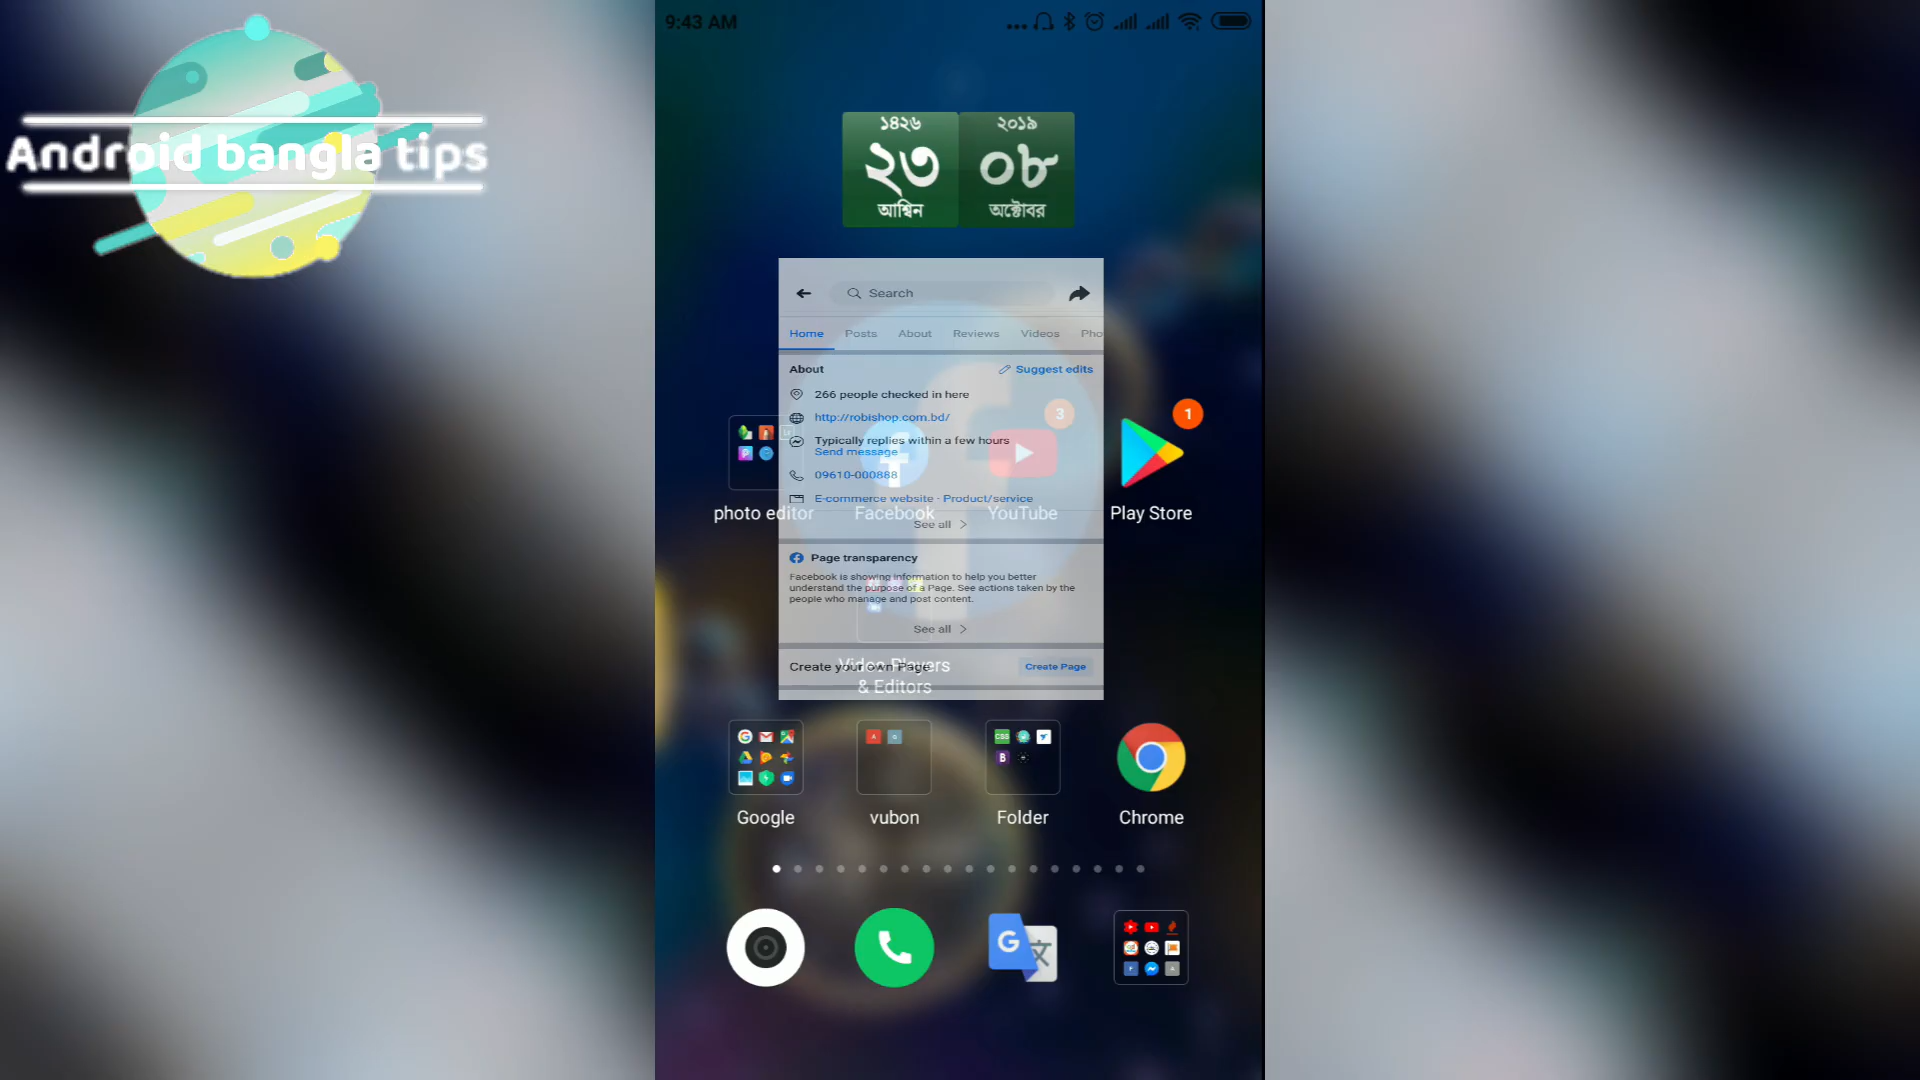 Android bangla tips
9:43 AM
১৪২৬
২৩
আশ্বিন
২০১৯
০৮
অক্টোবর
Search
Home Posts About Reviews Videos Pho
About Suggest edits
266 people checked in here
http://robishop.com.bd/
3
1
Typically replies within a few hours
Send message
09610-000888
E-commerce website · Product/service
photo editor Facebook YouTube Play Store
See all
Page transparency
Facebook is showing information to help you better
understand the purpose of a Page. See actions taken by the
people who manage and post content.
See all
Create your own Page Create Page
Video Players
& Editors
Google vubon Folder Chrome